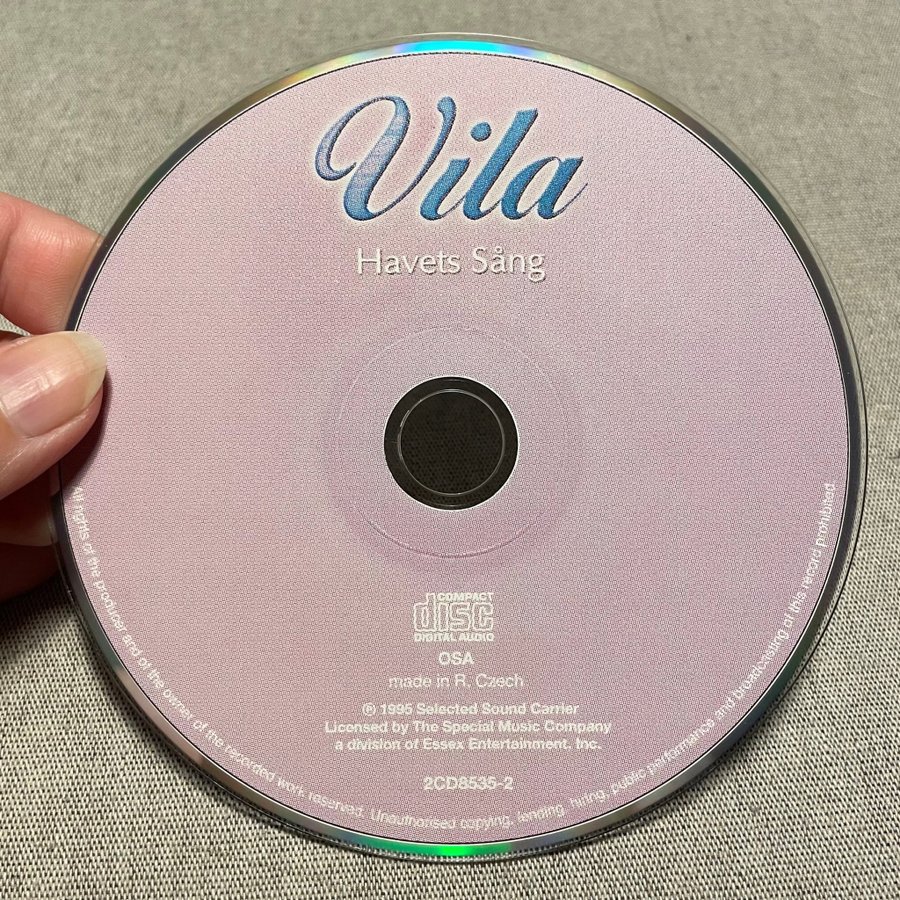 Vila
Havets Sång
COMPACT
disc
DIGITAL AUDIO
OSA
made in R. Czech
℗ 1995 Selected Sound Carrier
Licensed by The Special Music Company
a division of Essex Entertainment, Inc.
2CD8535-2
All rights of the producer and of the owner of the recorded work reserved. Unauthorised copying, lending, hiring, public performance and broadcasting of this record prohibited